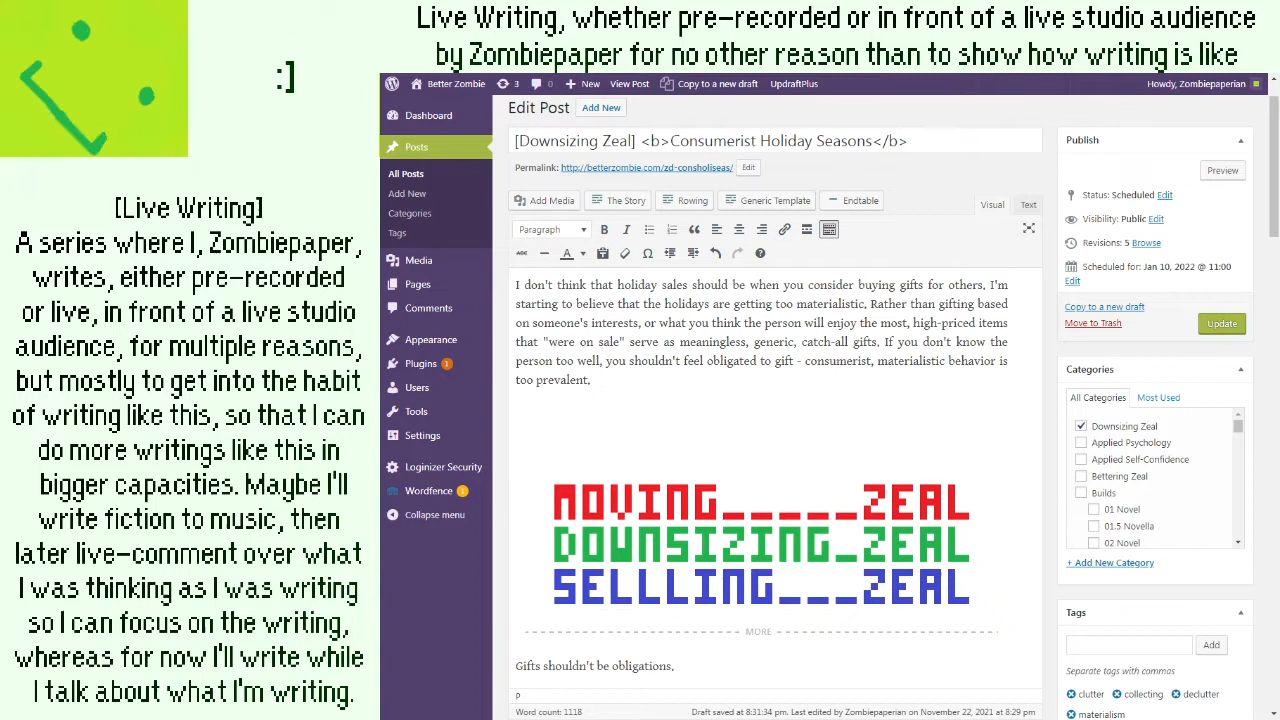 Live Writing, whether pre-recorded or in front of a live studio audience
by Zombiepaper for no other reason than to show how writing is like
:]
[Live Writing]
A series where I, Zombiepaper,
writes, either pre-recorded
or live, in front of a live studio
audience, for multiple reasons,
but mostly to get into the habit
of writing like this, so that I can
do more writings like this in
bigger capacities. Maybe I'll
write fiction to music, then
later live-comment over what
I was thinking as I was writing
so I can focus on the writing,
whereas for now I'll write while
I talk about what I'm writing.
Better Zombie 3 0 New View Post Copy to a new draft UpdraftPlus Howdy, Zombiepaperian
Dashboard
Posts
All Posts
Add New
Categories
Tags
Media
Pages
Comments
Appearance
Plugins 1
Users
Tools
Settings
Loginizer Security
Wordfence 1
Collapse menu
Edit Post Add New
[Downsizing Zeal] <b>Consumerist Holiday Seasons</b>
Permalink: http://betterzombie.com/zd-consholiseas/ Edit
Add Media The Story Rowing Generic Template Endtable
Visual Text
Paragraph B I
ABC A Ω
I don't think that holiday sales should be when you consider buying gifts for others. I'm
starting to believe that the holidays are getting too materialistic. Rather than gifting based
on someone's interests, or what you think the person will enjoy the most, high-priced items
that "were on sale" serve as meaningless, generic, catch-all gifts. If you don't know the
person too well, you shouldn't feel obligated to gift - consumerist, materialistic behavior is
too prevalent.
MOVING_____ZEAL
DOWNSIZING_ZEAL
SELLLING___ZEAL
MORE
Gifts shouldn't be obligations.
P
Word count: 1118 Draft saved at 8:31:34 pm. Last edited by Zombiepaperian on November 22, 2021 at 8:29 pm
Publish
Preview
Status: Scheduled Edit
Visibility: Public Edit
Revisions: 5 Browse
Scheduled for: Jan 10, 2022 @ 11:00
Edit
Copy to a new draft
Move to Trash
Update
Categories
All Categories Most Used
Downsizing Zeal
Applied Psychology
Applied Self-Confidence
Bettering Zeal
Builds
01 Novel
01.5 Novella
02 Novel
+ Add New Category
Tags
Add
Separate tags with commas
clutter collecting declutter
materialism